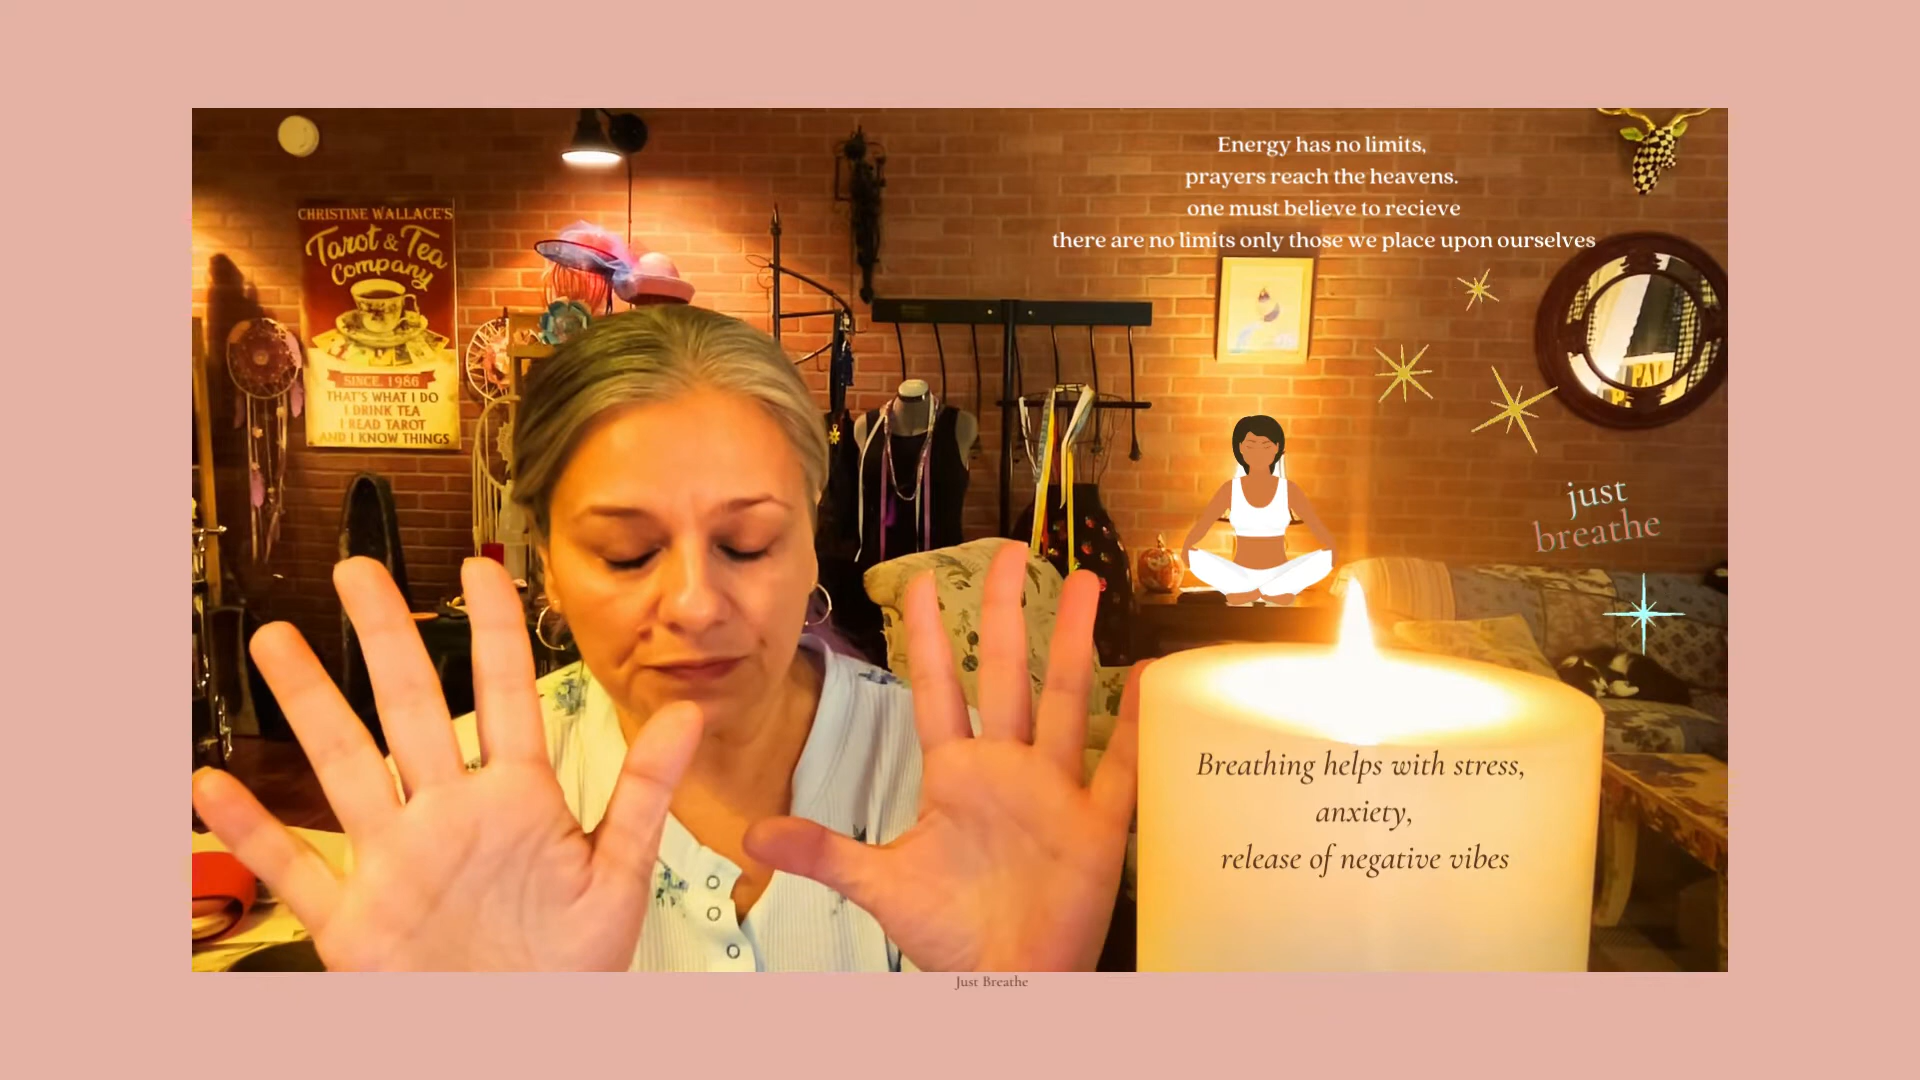 Energy has no limits,
prayers reach the heavens.
one must believe to recieve
there are no limits only those we place upon ourselves
CHRISTINE WALLACE'S
Tarot & Tea
Company
SINCE. 1986
THAT'S WHAT I DO
I DRINK TEA
I READ TAROT
AND I KNOW THINGS
just
breathe
Breathing helps with stress,
anxiety,
release of negative vibes
Just Breathe